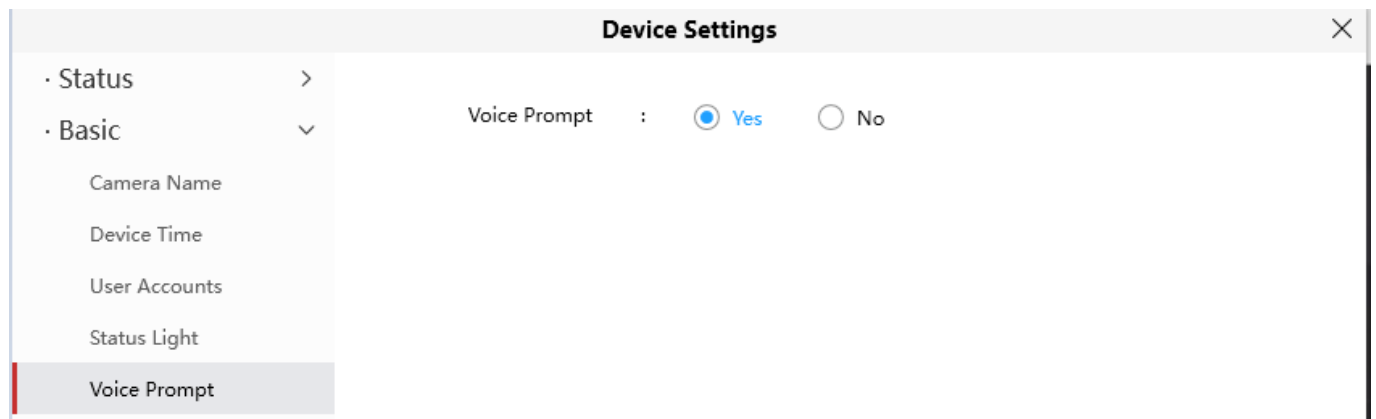 Device Settings
· Status
· Basic
Camera Name
Device Time
User Accounts
Status Light
Voice Prompt
Voice Prompt : Yes No